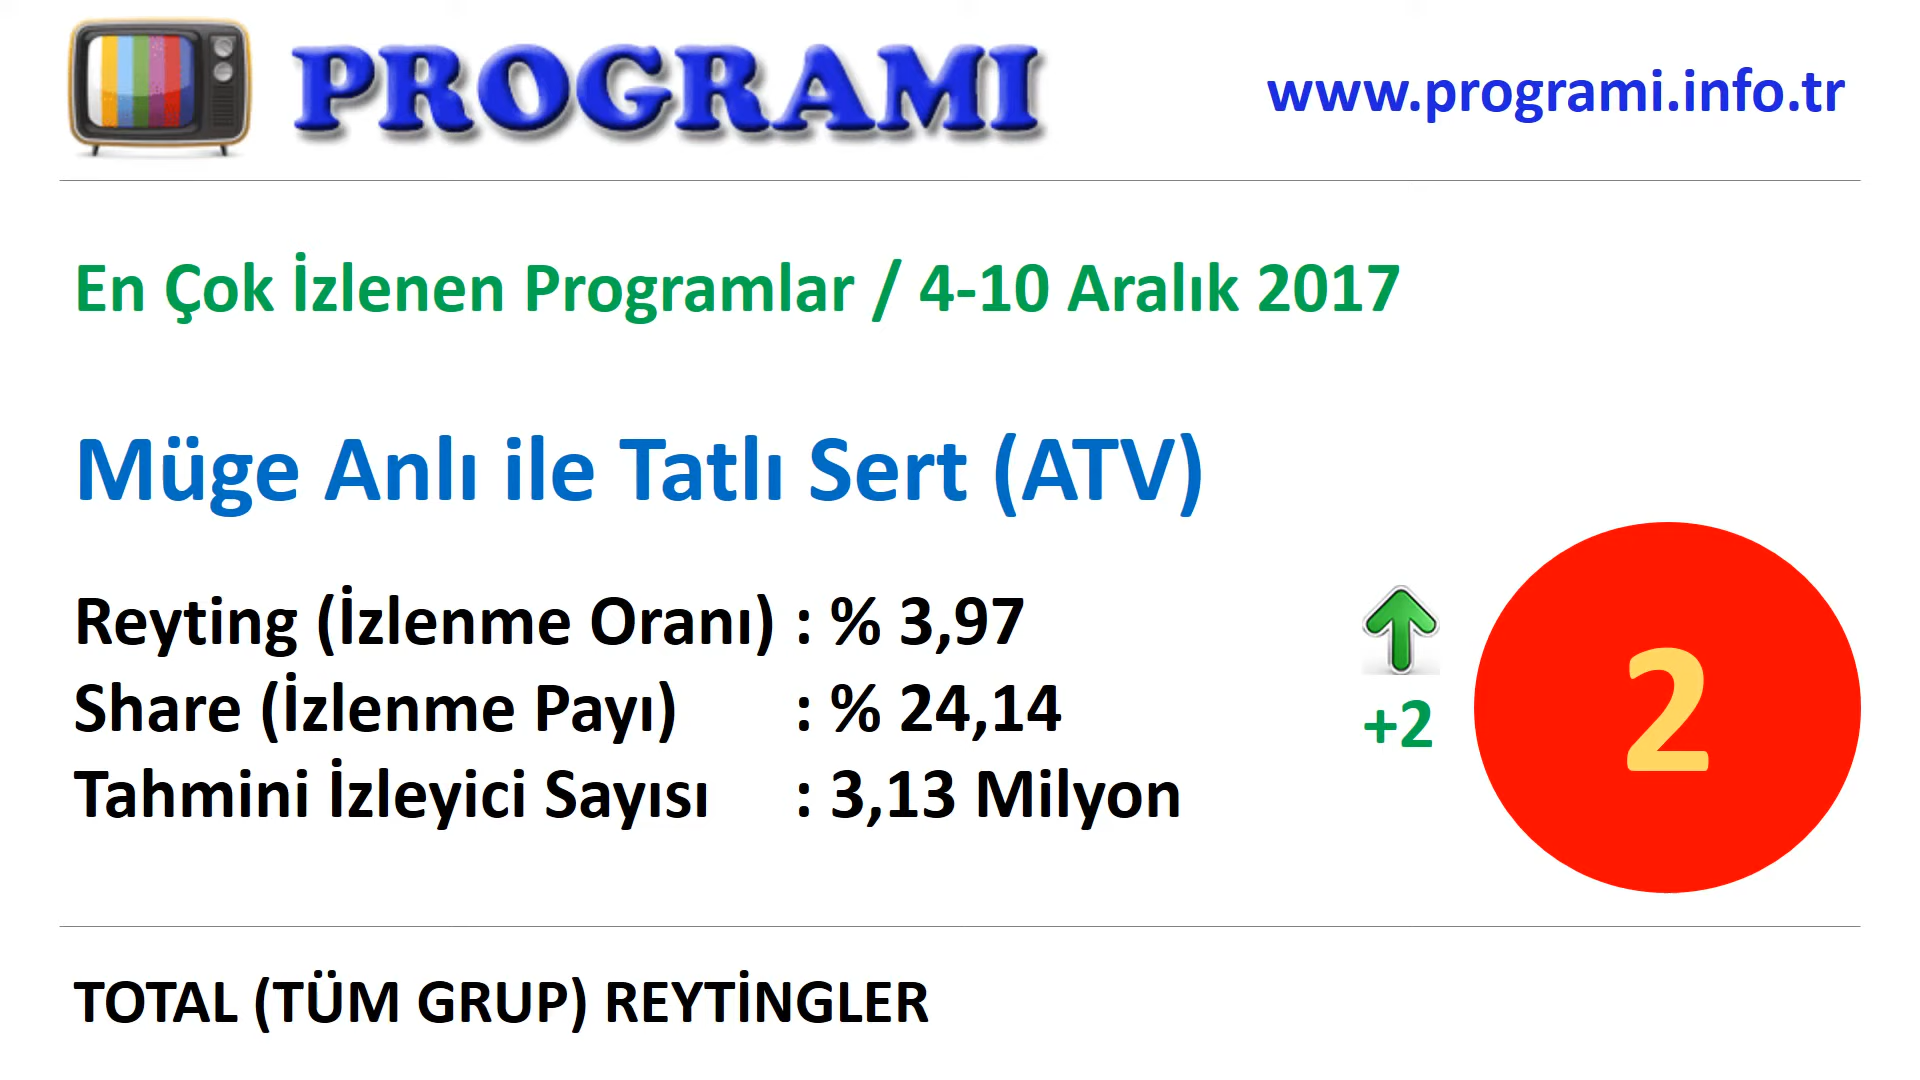 PROGRAMI
www.programi.info.tr
En Çok İzlenen Programlar / 4-10 Aralık 2017
Müge Anlı ile Tatlı Sert (ATV)
Reyting (İzlenme Oranı) : % 3,97
Share (İzlenme Payı) : % 24,14
Tahmini İzleyici Sayısı : 3,13 Milyon
+2
2
TOTAL (TÜM GRUP) REYTİNGLER